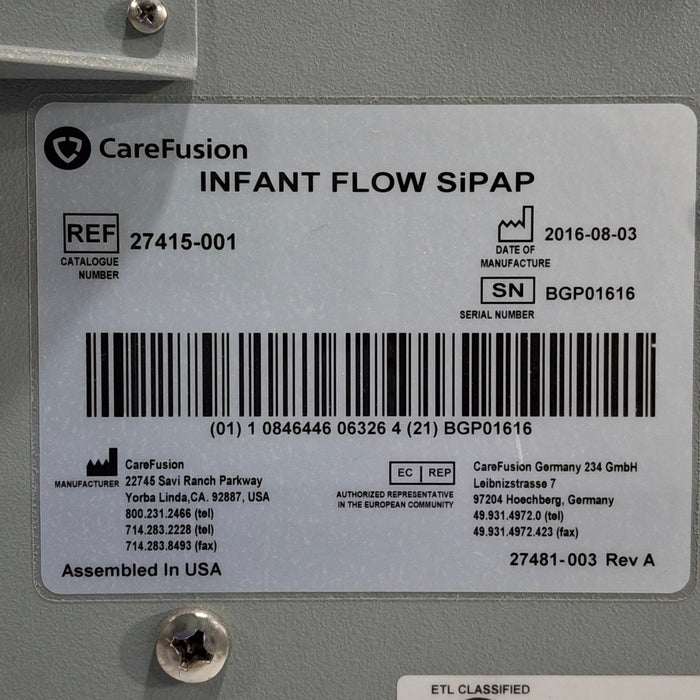 CareFusion
INFANT FLOW SiPAP
REF 27415-001
CATALOGUE
NUMBER
2016-08-03
DATE OF
MANUFACTURE
SN BGP01616
SERIAL NUMBER
(01) 1 0846446 06326 4 (21) BGP01616
MANUFACTURER
CareFusion
22745 Savi Ranch Parkway
Yorba Linda,CA. 92887, USA
800.231.2466 (tel)
714.283.2228 (tel)
714.283.8493 (fax)
Assembled In USA
EC REP
AUTHORIZED REPRESENTATIVE
IN THE EUROPEAN COMMUNITY
CareFusion Germany 234 GmbH
Leibnizstrasse 7
97204 Hoechberg, Germany
49.931.4972.0 (tel)
49.931.4972.423 (fax)
27481-003 Rev A
ETL CLASSIFIED